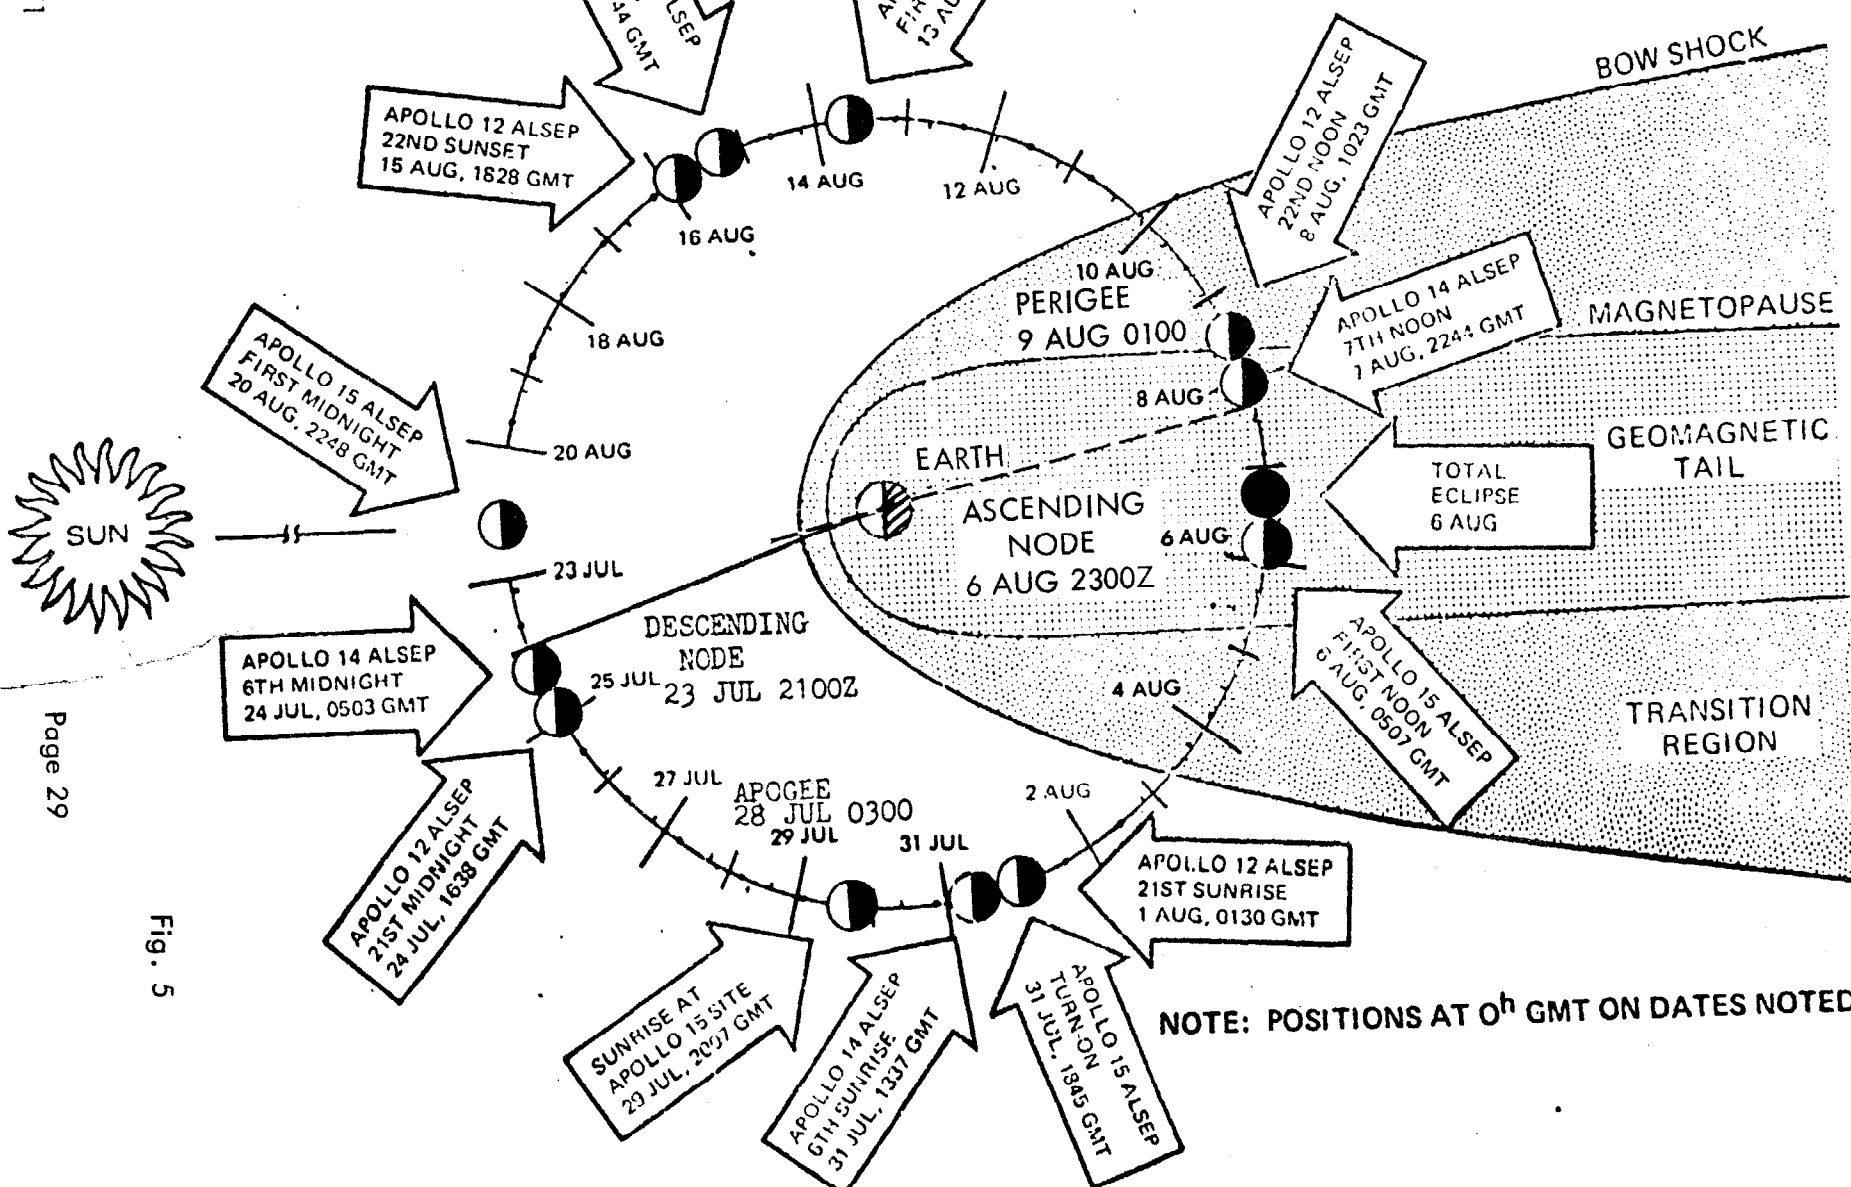 44 GMT
LSEP
13 AU
BOW SHOCK
APOLLO 12 ALSEP
22ND SUNSET
15 AUG, 1828 GMT
14 AUG
12 AUG
APOLLO 12 ALSEP
22ND NOON
8 AUG, 1023 GMT
16 AUG
10 AUG
PERIGEE
9 AUG 0100
APOLLO 14 ALSEP
7TH NOON
7 AUG, 2244 GMT
MAGNETOPAUSE
18 AUG
APOLLO 15 ALSEP
FIRST MIDNIGHT
20 AUG, 2248 GMT
8 AUG
20 AUG
EARTH
GEOMAGNETIC
TAIL
TOTAL
ECLIPSE
6 AUG
SUN
ASCENDING
NODE
6 AUG 2300Z
6 AUG
23 JUL
DESCENDING
NODE
23 JUL 2100Z
APOLLO 14 ALSEP
6TH MIDNIGHT
24 JUL, 0503 GMT
25 JUL
4 AUG
APOLLO 15 ALSEP
FIRST NOON
6 AUG, 0507 GMT
TRANSITION
REGION
APOLLO 12 ALSEP
21ST MIDNIGHT
24 JUL, 1638 GMT
27 JUL
APOGEE
28 JUL 0300
29 JUL
31 JUL
2 AUG
APOLLO 12 ALSEP
21ST SUNRISE
1 AUG, 0130 GMT
SUNRISE AT
APOLLO 15 SITE
29 JUL, 2007 GMT
APOLLO 14 ALSEP
6TH SUNRISE
31 JUL, 1337 GMT
APOLLO 15 ALSEP
TURN-ON
31 JUL, 1845 GMT
NOTE: POSITIONS AT 0h GMT ON DATES NOTED
Page 29
Fig. 5